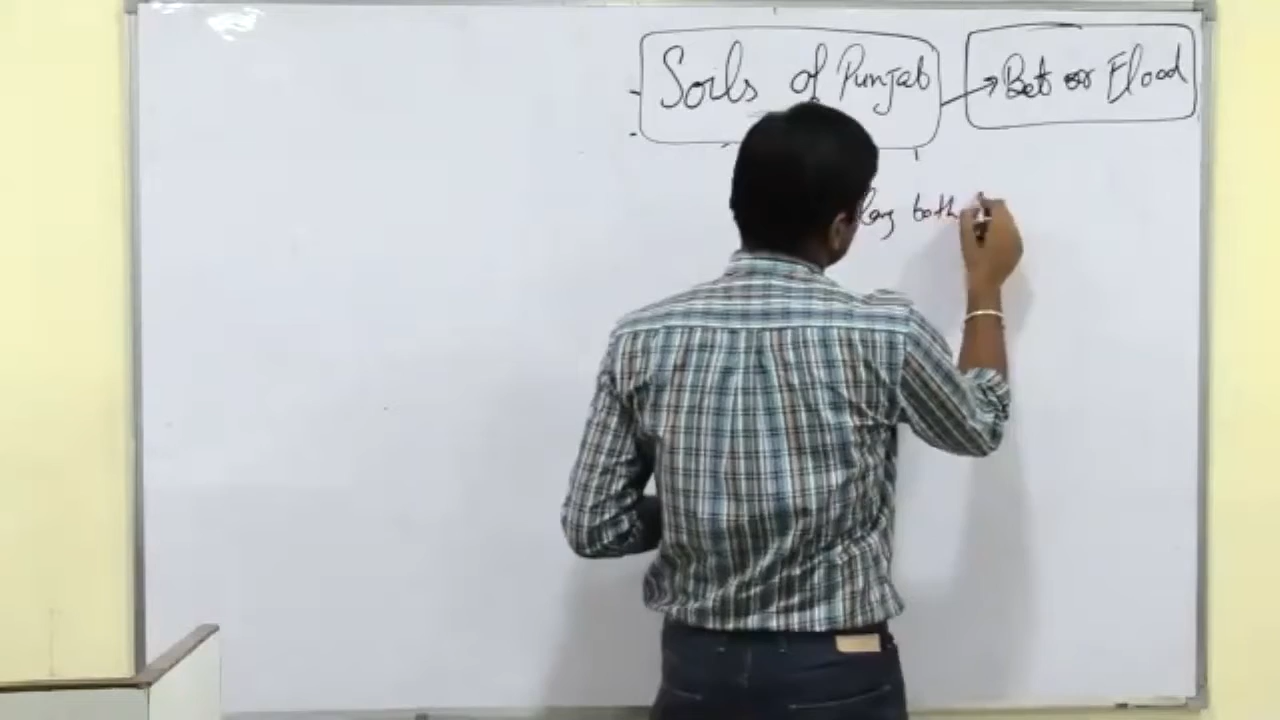 Soils of Punjab → Bet or Flood
both